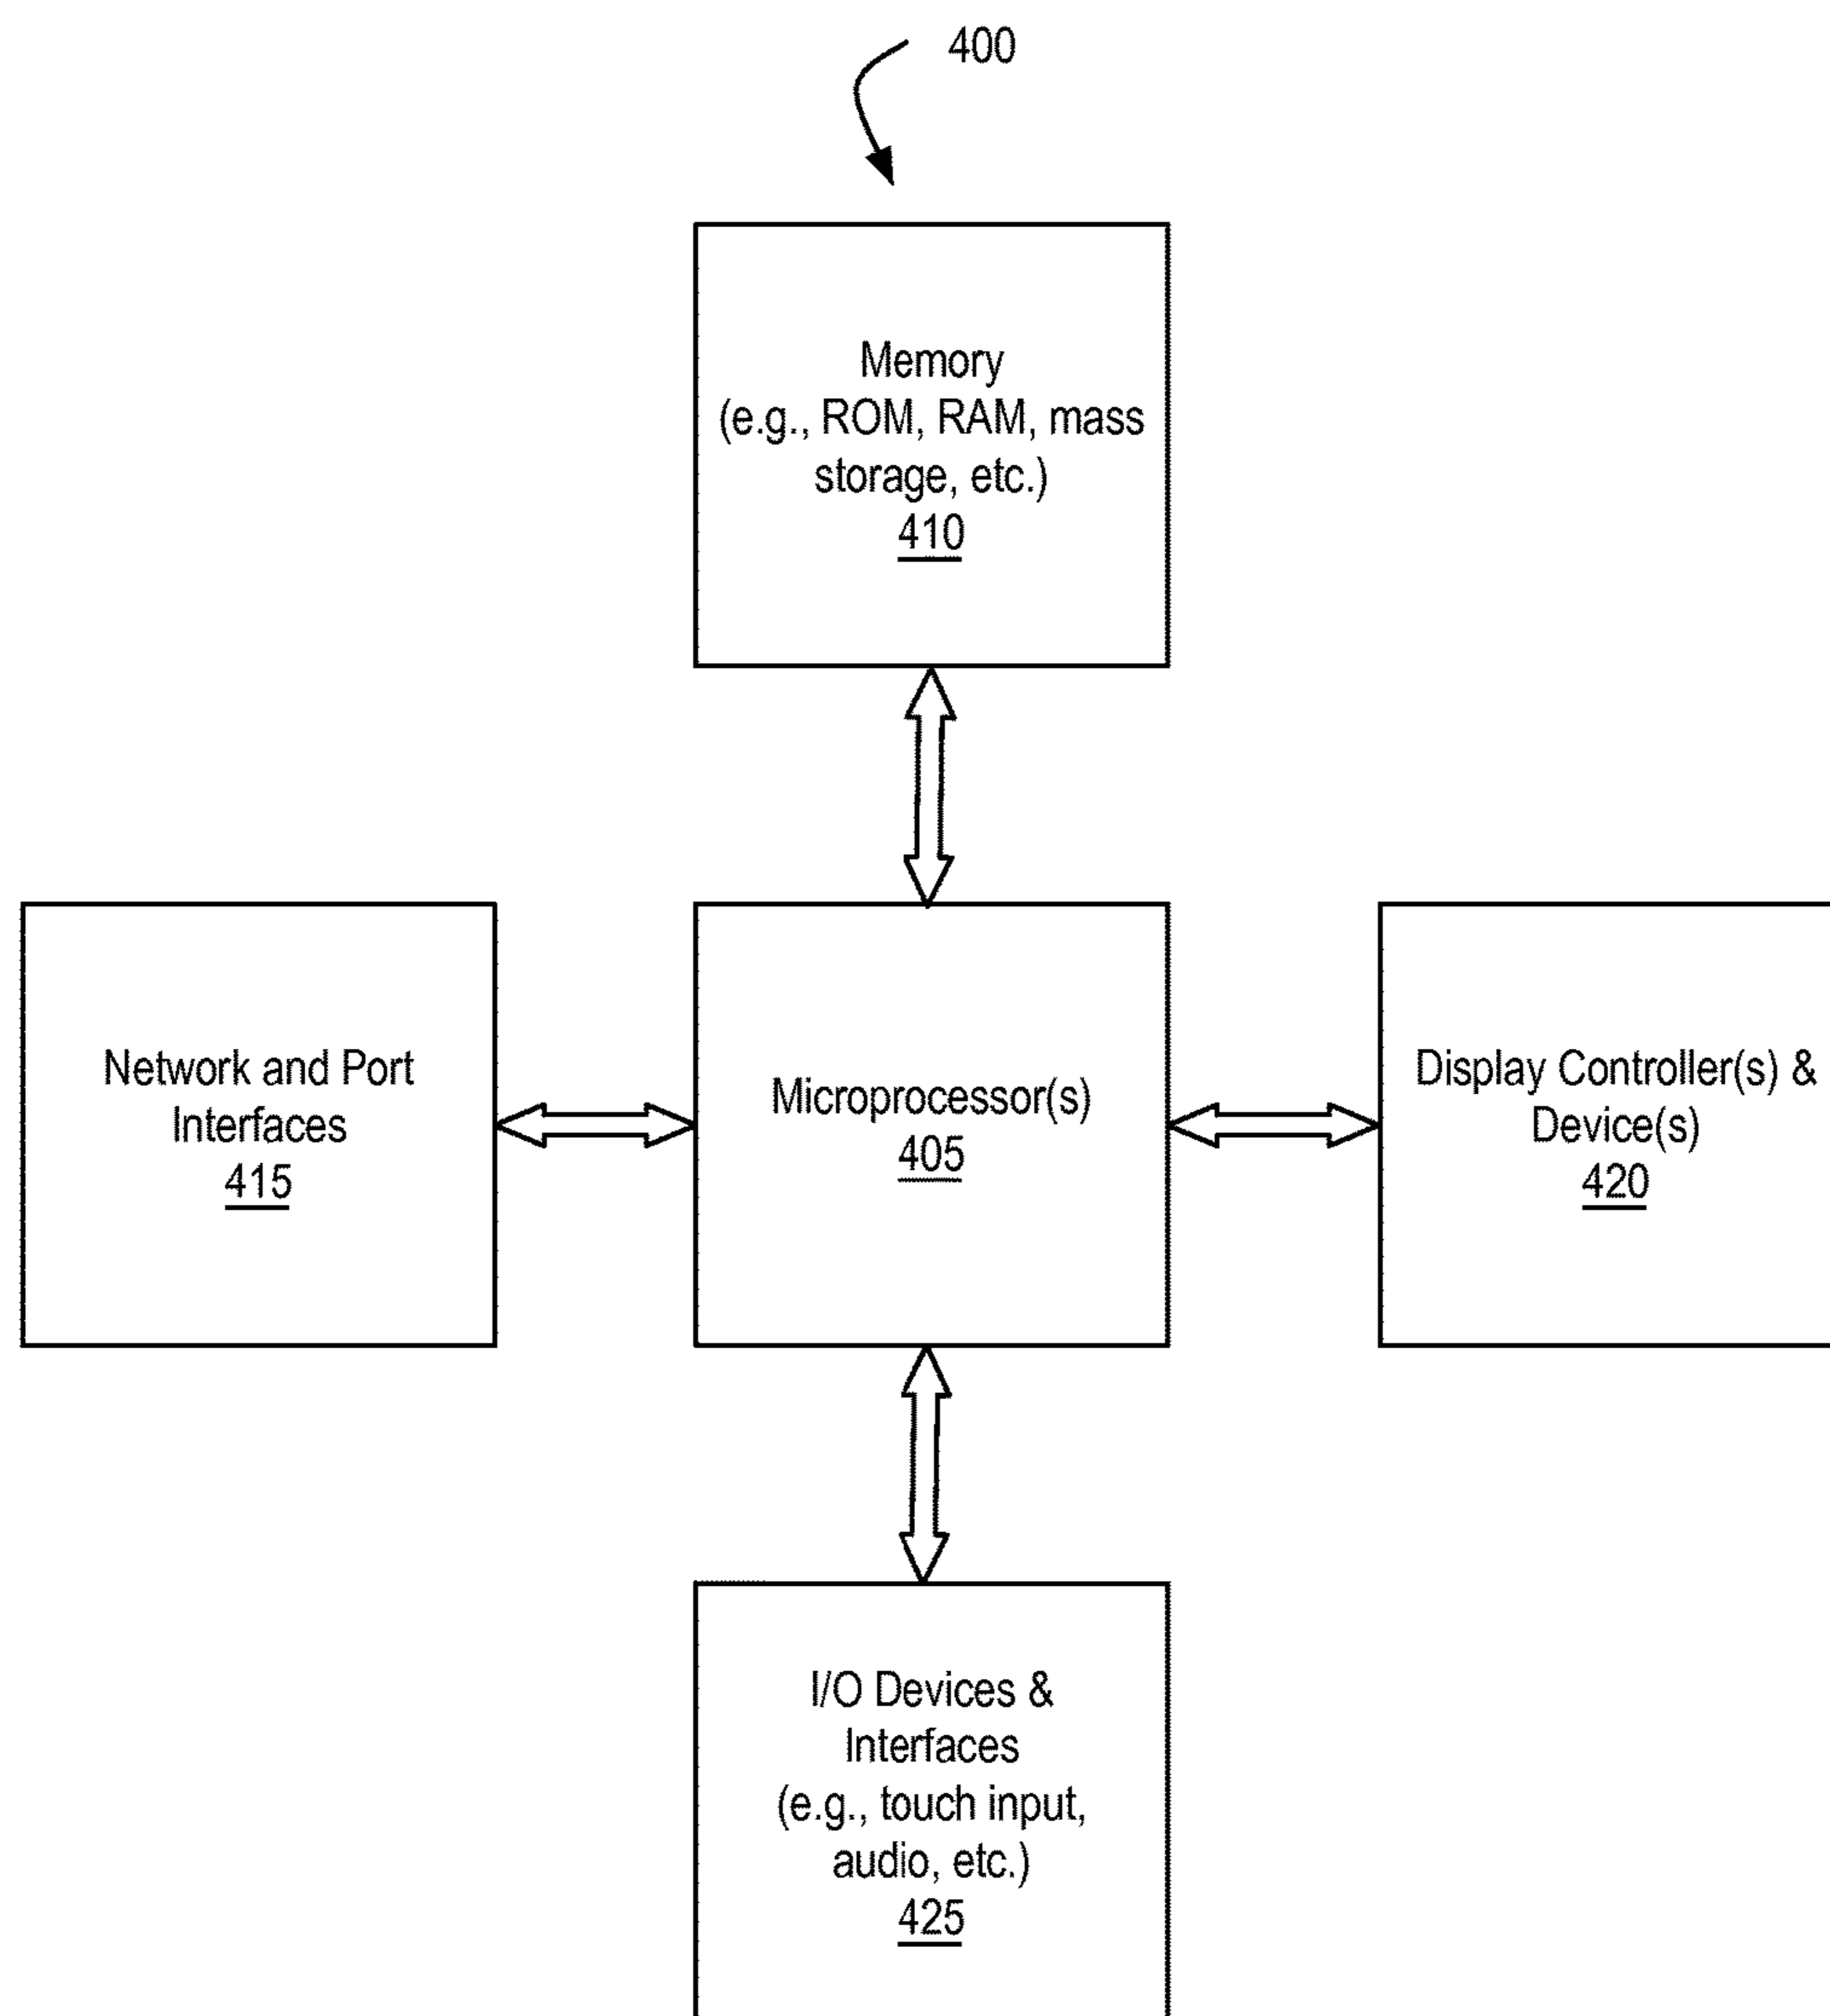 400
Memory
(e.g., ROM, RAM, mass
storage, etc.)
410
Network and Port
Interfaces
415
Microprocessor(s)
405
Display Controller(s) &
Device(s)
420
I/O Devices &
Interfaces
(e.g., touch input,
audio, etc.)
425